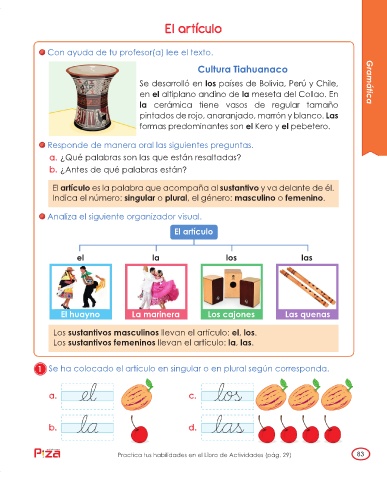 El artículo
Con ayuda de tu profesor(a) lee el texto.
Cultura Tiahuanaco
Se desarrolló en los países de Bolivia, Perú y Chile,
en el altiplano andino de la meseta del Collao. En
la cerámica tiene vasos de regular tamaño
pintados de rojo, anaranjado, marrón y blanco. Las
formas predominantes son el Kero y el pebetero.
Gramática
Responde de manera oral las siguientes preguntas.
a. ¿Qué palabras son las que están resaltadas?
b. ¿Antes de qué palabras están?
El artículo es la palabra que acompaña al sustantivo y va delante de él.
Indica el número: singular o plural, el género: masculino o femenino.
Analiza el siguiente organizador visual.
El artículo
el la los las
El huayno La marinera Los cajones Las quenas
Los sustantivos masculinos llevan el artículo: el, los.
Los sustantivos femeninos llevan el artículo: la, las.
1 Se ha colocado el artículo en singular o en plural según corresponda.
a. el c. los
b. la d. las
Piza Practica tus habilidades en el Libro de Actividades (pág. 29) 83